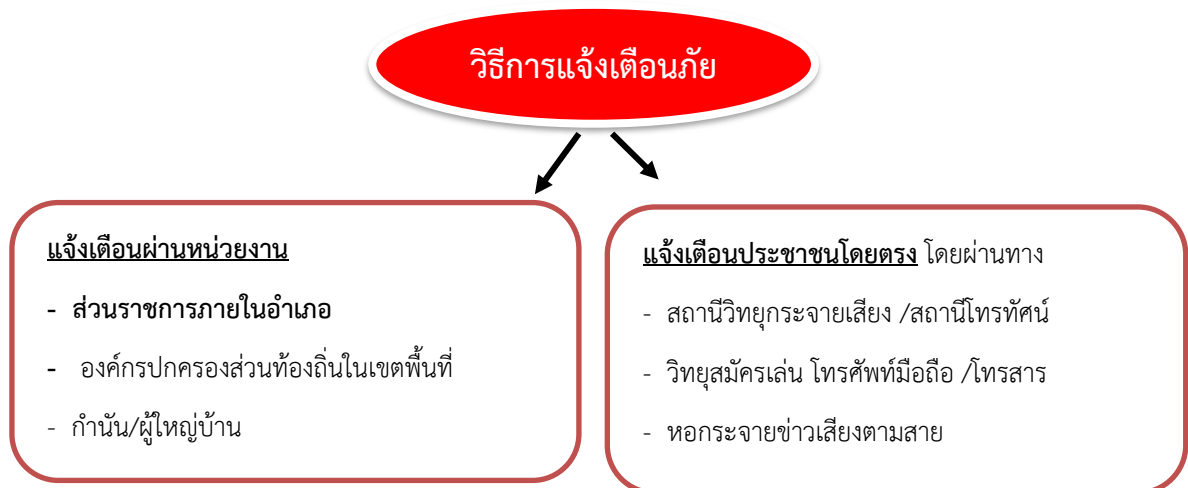 วิธีการแจ้งเตือนภัย
แจ้งเตือนผ่านหน่วยงาน
- ส่วนราชการภายในอำเภอ
- องค์กรปกครองส่วนท้องถิ่นในเขตพื้นที่
- กำนัน/ผู้ใหญ่บ้าน
แจ้งเตือนประชาชนโดยตรง โดยผ่านทาง
- สถานีวิทยุกระจายเสียง /สถานีโทรทัศน์
- วิทยุสมัครเล่น โทรศัพท์มือถือ /โทรสาร
- หอกระจายข่าวเสียงตามสาย